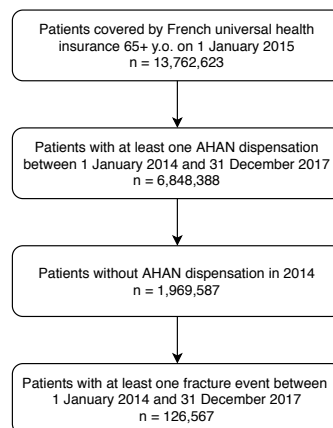 Patients covered by French universal health
insurance 65+ y.o. on 1 January 2015
n = 13,762,623
Patients with at least one AHAN dispensation
between 1 January 2014 and 31 December 2017
n = 6,848,388
Patients without AHAN dispensation in 2014
n = 1,969,587
Patients with at least one fracture event between
1 January 2014 and 31 December 2017
n = 126,567